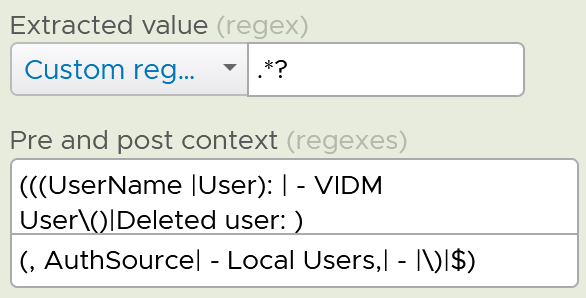 Extracted value (regex)
Custom reg... .*?
Pre and post context (regexes)
(((UserName |User): | - VIDM
User\()|Deleted user: )
(, AuthSource| - Local Users,| - |\)|$)